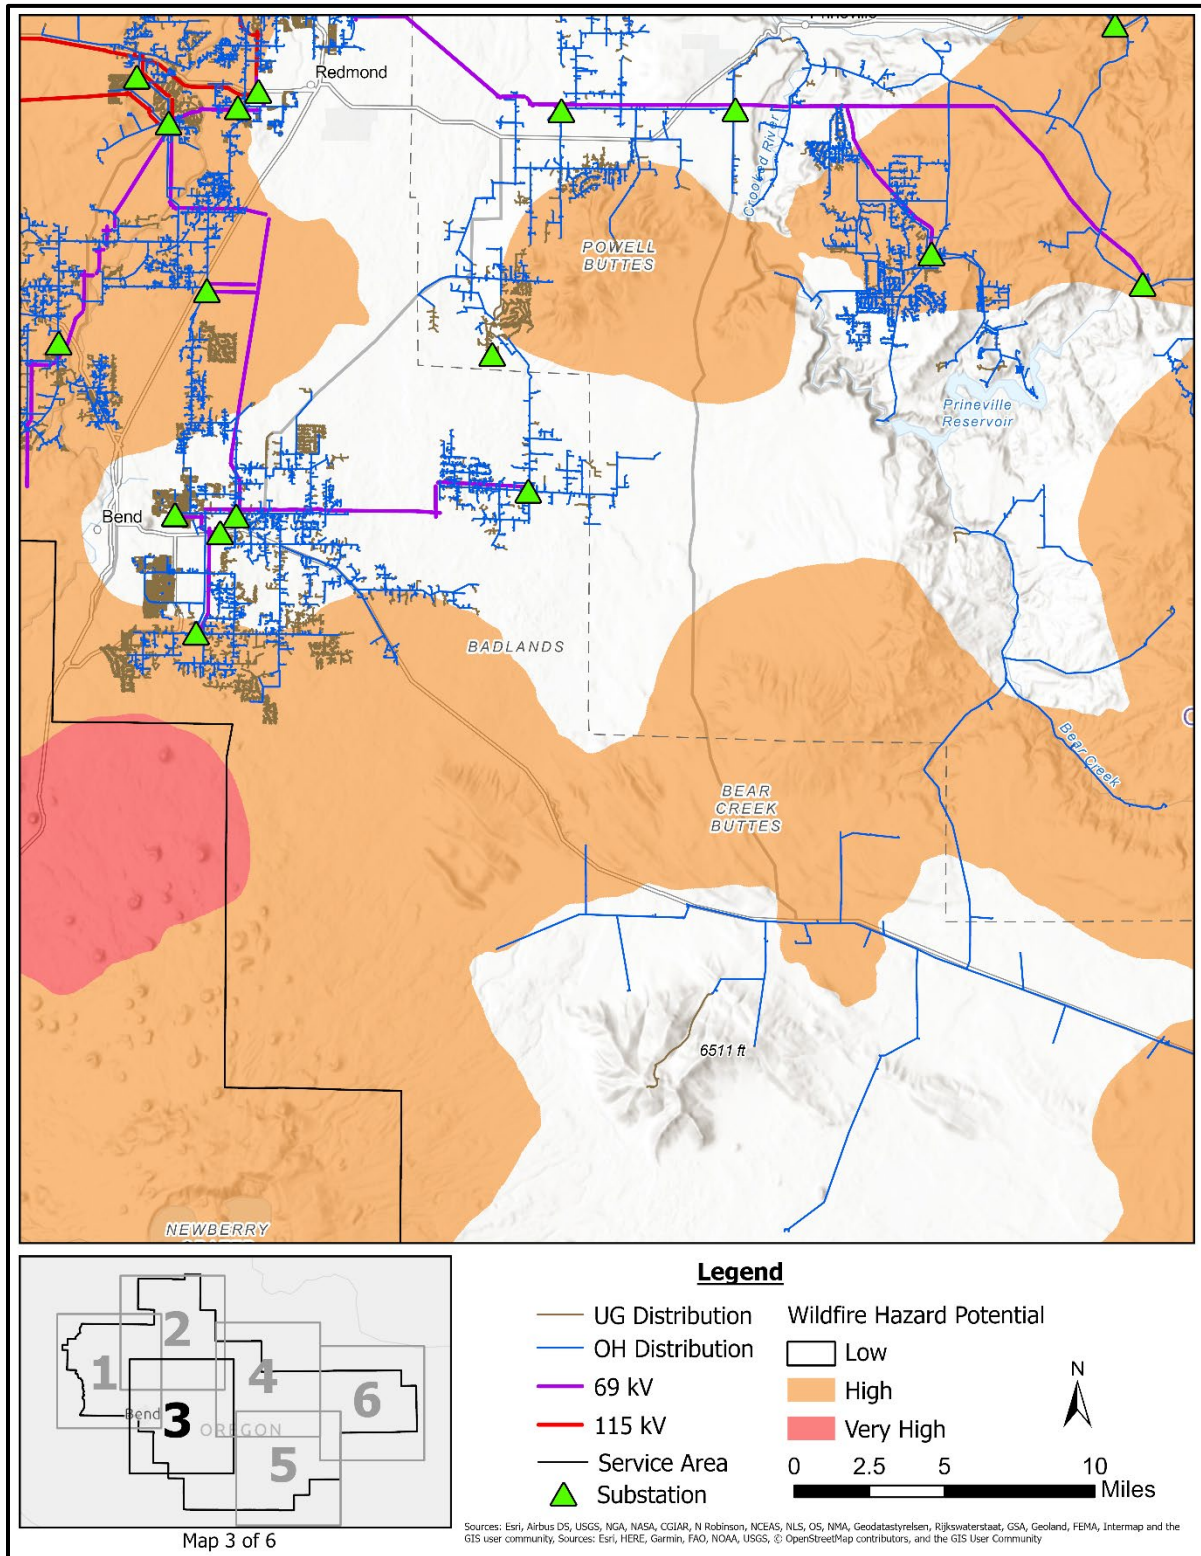 Prineville
Redmond
Crooked River
POWELL
BUTTES
Prineville
Reservoir
Bend
BADLANDS
Bear Creek
BEAR
CREEK
BUTTES
6511 ft
NEWBERRY
Legend
UG Distribution
OH Distribution
69 kV
115 kV
Service Area
Substation
Wildfire Hazard Potential
Low
High
Very High
N
0 2.5 5 10
Miles
1
2
3
4
5
6
Bend
OREGON
Map 3 of 6
Sources: Esri, Airbus DS, USGS, NGA, NASA, CGIAR, N Robinson, NCEAS, NLS, OS, NMA, Geodatastyrelsen, Rijkswaterstaat, GSA, Geoland, FEMA, Intermap and the
GIS user community, Sources: Esri, HERE, Garmin, FAO, NOAA, USGS, © OpenStreetMap contributors, and the GIS User Community